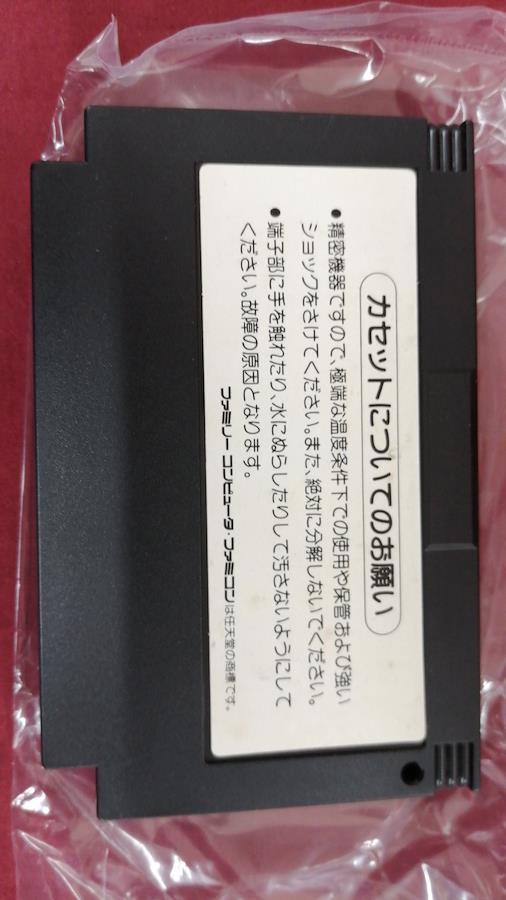 カセットについてのお願い
●精密機器ですので、極端な温度条件下での使用や保管および強い
ショックをさけてください。また、絶対に分解しないでください。
●端子部に手を触れたり、水にぬらしたりして汚さないようにして
ください。故障の原因となります。
ファミリーコンピュータ・ファミコンは任天堂の商標です。